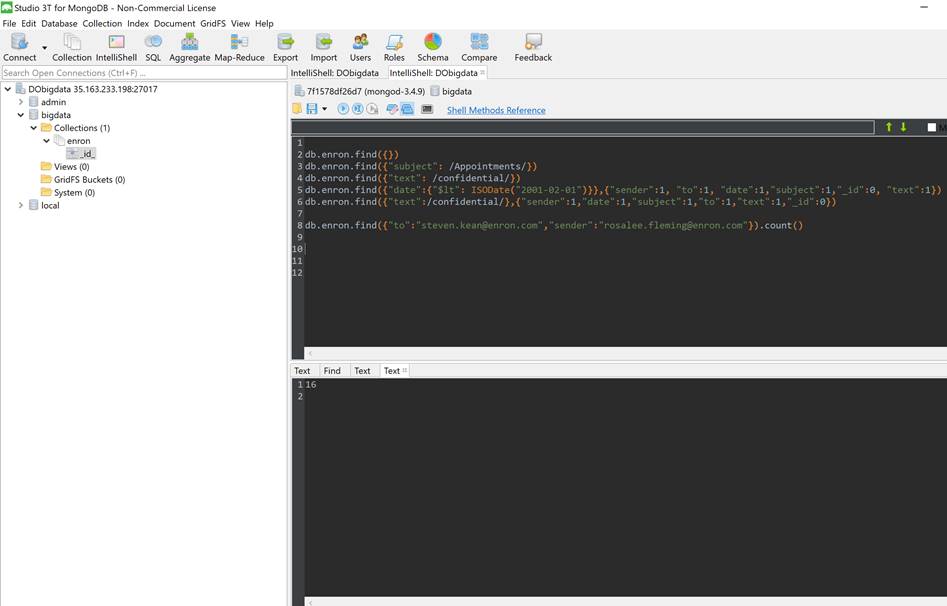 Studio 3T for MongoDB - Non-Commercial License
File Edit Database Collection Index Document GridFS View Help
Connect Collection IntelliShell SQL Aggregate Map-Reduce Export Import Users Roles Schema Compare Feedback
Search Open Connections (Ctrl+F) ...
IntelliShell: DObigdata IntelliShell: DObigdata
DObigdata 35.163.233.198:27017
admin
bigdata
Collections (1)
enron
_id_
Views (0)
GridFS Buckets (0)
System (0)
local
7f1578df26d7 (mongod-3.4.9) bigdata
Shell Methods Reference
1
2 db.enron.find({})
3 db.enron.find({"subject": /Appointments/})
4 db.enron.find({"text": /confidential/})
5 db.enron.find({"date":{"$lt": ISODate("2001-02-01")}},{"sender":1, "to":1, "date":1,"subject":1,"_id":0, "text":1})
6 db.enron.find({"text":/confidential/},{"sender":1,"date":1,"subject":1,"to":1,"text":1,"_id":0})
7
8 db.enron.find({"to":"steven.kean@enron.com","sender":"rosalee.fleming@enron.com"}).count()
9
10
11
12
Text Find Text Text
1 16
2